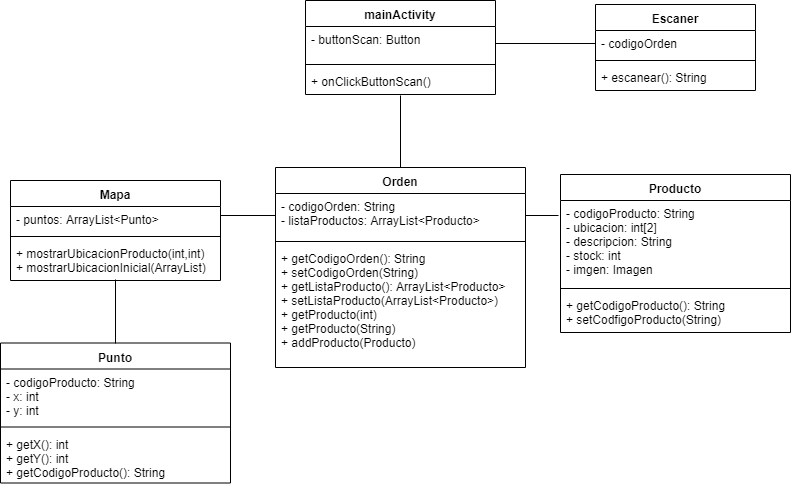 mainActivity
- buttonScan: Button
+ onClickButtonScan()
Escaner
- codigoOrden
+ escanear(): String
Mapa
- puntos: ArrayList<Punto>
+ mostrarUbicacionProducto(int,int)
+ mostrarUbicacionInicial(ArrayList)
Orden
- codigoOrden: String
- listaProductos: ArrayList<Producto>
+ getCodigoOrden(): String
+ setCodigoOrden(String)
+ getListaProducto(): ArrayList<Producto>
+ setListaProducto(ArrayList<Producto>)
+ getProducto(int)
+ getProducto(String)
+ addProducto(Producto)
Producto
- codigoProducto: String
- ubicacion: int[2]
- descripcion: String
- stock: int
- imgen: Imagen
+ getCodigoProducto(): String
+ setCodfigoProducto(String)
Punto
- codigoProducto: String
- x: int
- y: int
+ getX(): int
+ getY(): int
+ getCodigoProducto(): String